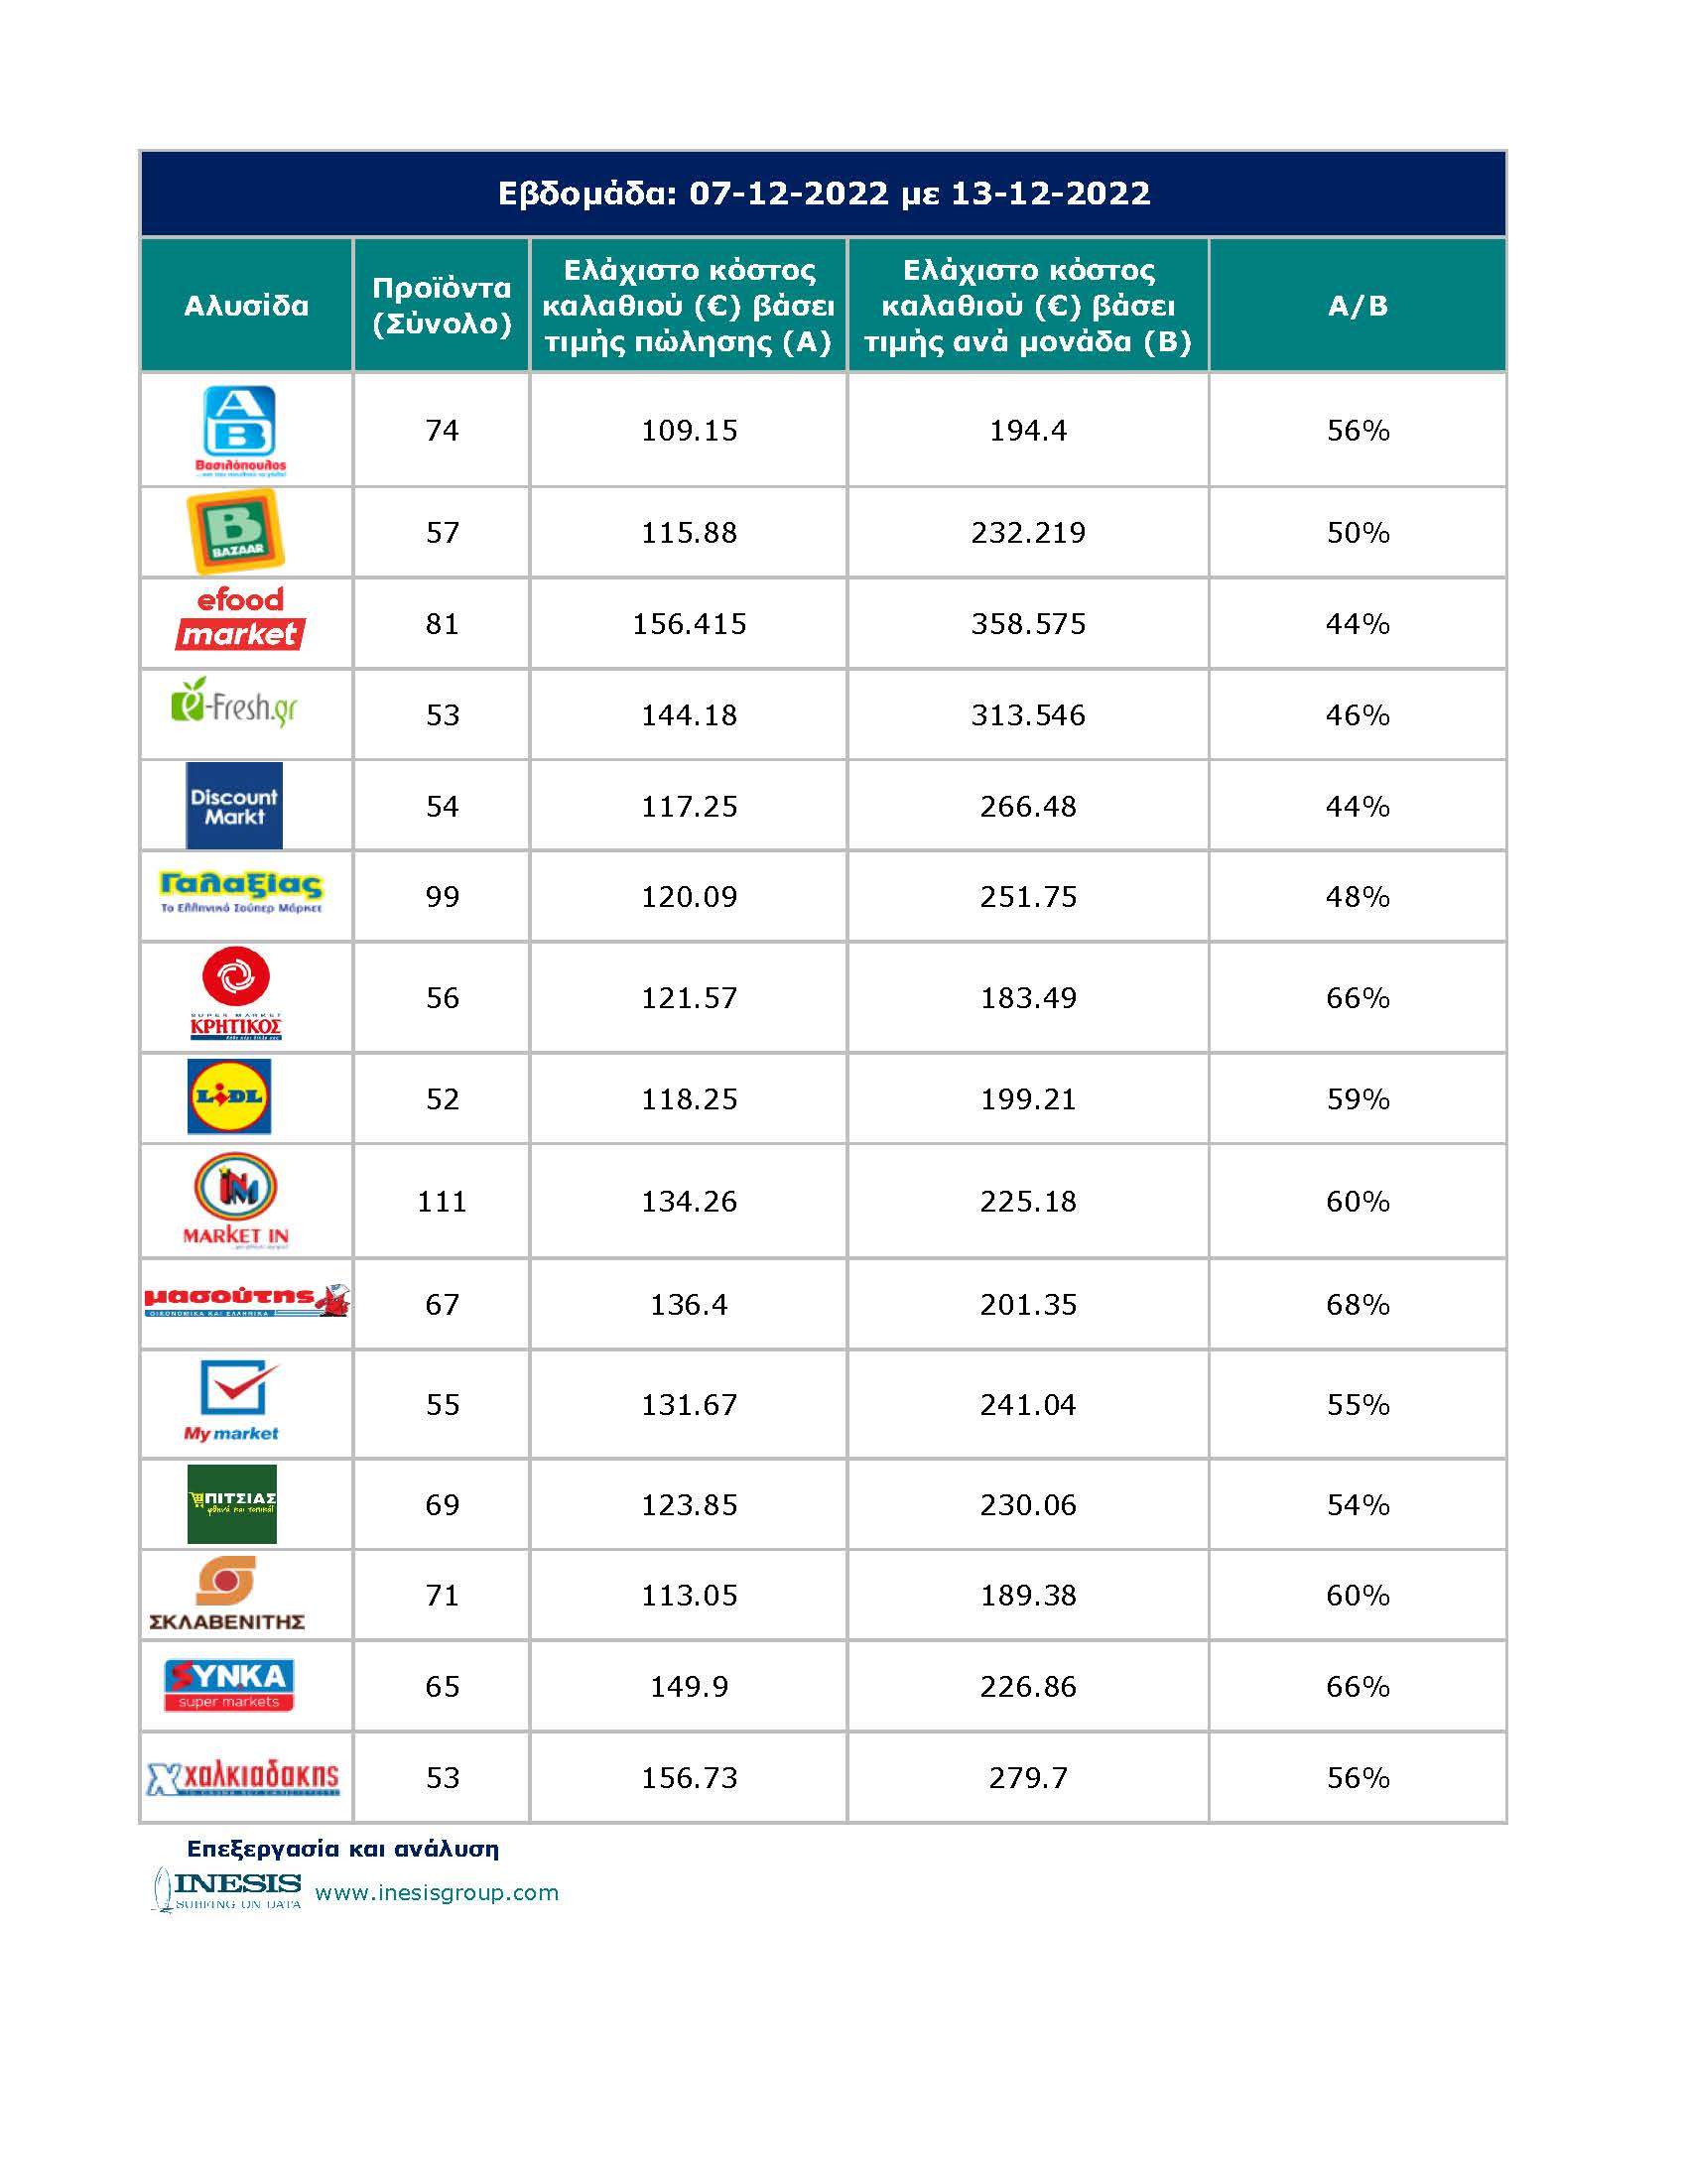 Εβδομάδα: 07-12-2022 με 13-12-2022
Αλυσίδα
Προϊόντα
(Σύνολο)
Ελάχιστο κόστος
καλαθιού (€) βάσει
τιμής πώλησης (Α)
Ελάχιστο κόστος
καλαθιού (€) βάσει
τιμής ανά μονάδα (Β)
Α/Β
ΑΒ
Βασιλόπουλος
74 109.15 194.4 56%
B
BAZAAR
57 115.88 232.219 50%
efood
market
81 156.415 358.575 44%
e-Fresh.gr
53 144.18 313.546 46%
Discount
Markt
54 117.25 266.48 44%
Γαλαξίας
Το Ελληνικό Σούπερ Μάρκετ
99 120.09 251.75 48%
SUPER MARKET
ΚΡΗΤΙΚΟΣ
56 121.57 183.49 66%
LIDL
52 118.25 199.21 59%
INM
MARKET IN
111 134.26 225.18 60%
μασούτης
ΟΙΚΟΝΟΜΙΚΑ ΚΑΙ ΕΛΛΗΝΙΚΑ
67 136.4 201.35 68%
My market
55 131.67 241.04 55%
ΠΙΤΣΙΑΣ
φθηνά και τοπικά!
69 123.85 230.06 54%
ΣΚΛΑΒΕΝΙΤΗΣ
71 113.05 189.38 60%
SYN.KA
super markets
65 149.9 226.86 66%
Χ χαλκιαδακης
53 156.73 279.7 56%
Επεξεργασία και ανάλυση
INESIS
SURFING ON DATA
www.inesisgroup.com